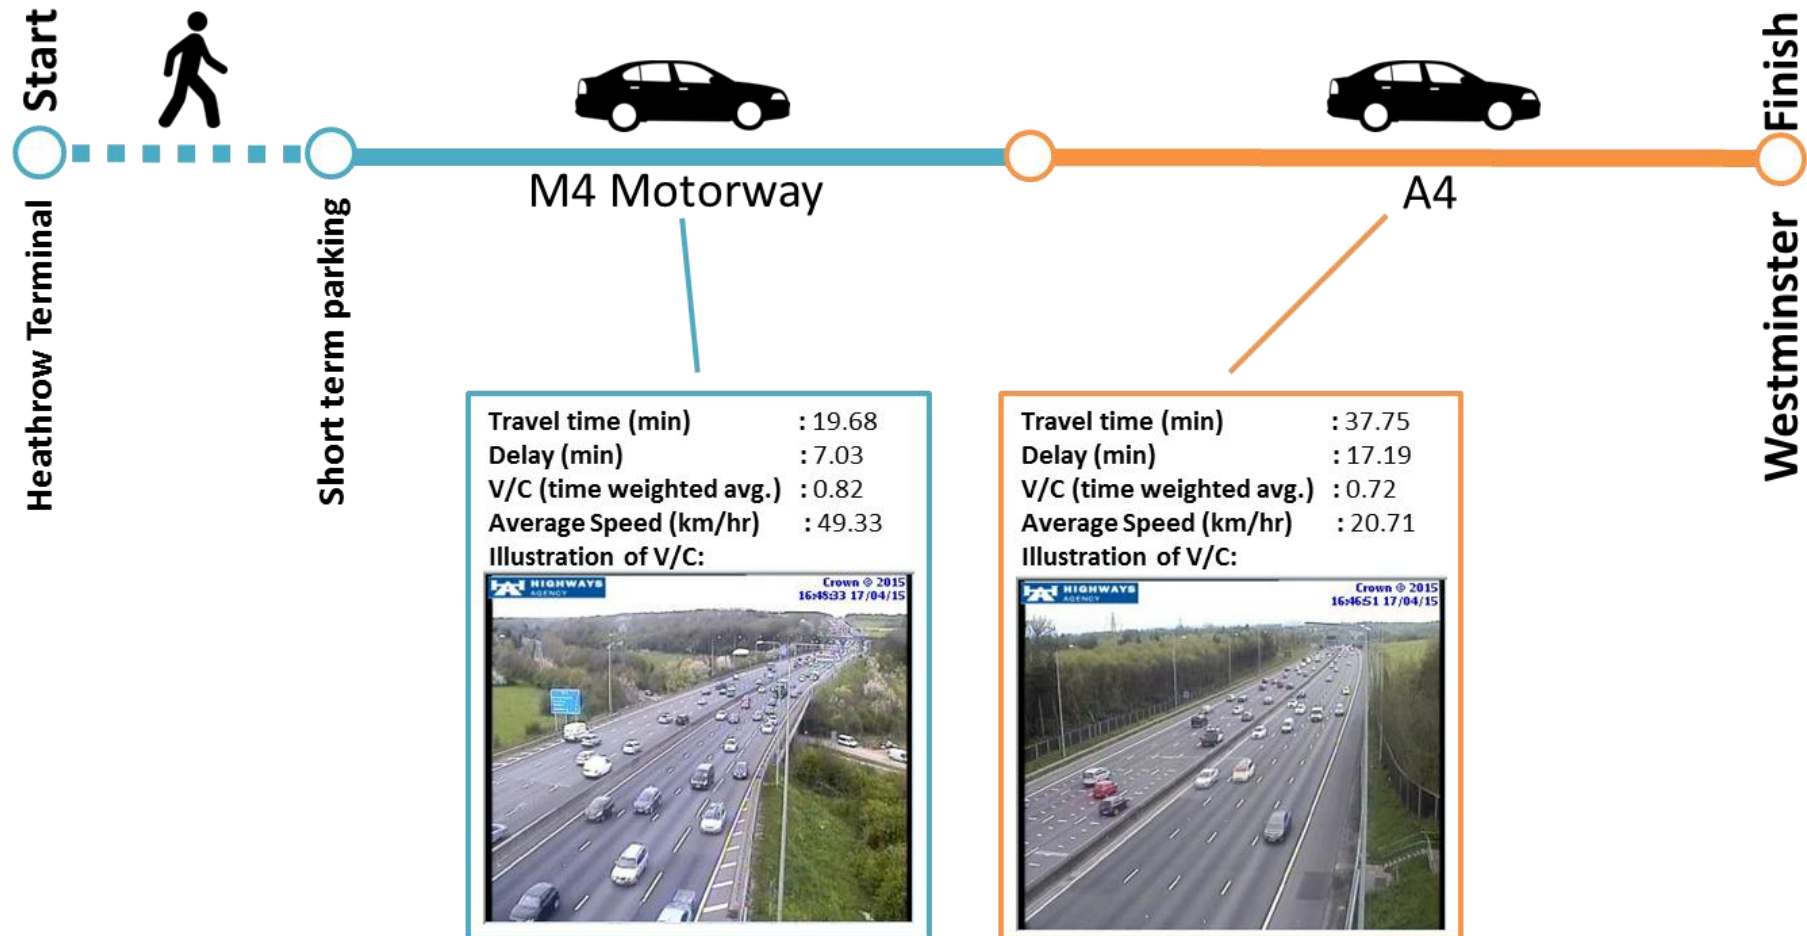 Start
Finish
M4 Motorway
A4
Heathrow Terminal
Short term parking
Westminster
Travel time (min) : 19.68
Delay (min) : 7.03
V/C (time weighted avg.) : 0.82
Average Speed (km/hr) : 49.33
Illustration of V/C:
HIGHWAYS
AGENCY
Crown © 2015
16:48:33 17/04/15
Travel time (min) : 37.75
Delay (min) : 17.19
V/C (time weighted avg.) : 0.72
Average Speed (km/hr) : 20.71
Illustration of V/C:
HIGHWAYS
AGENCY
Crown © 2015
16:46:51 17/04/15